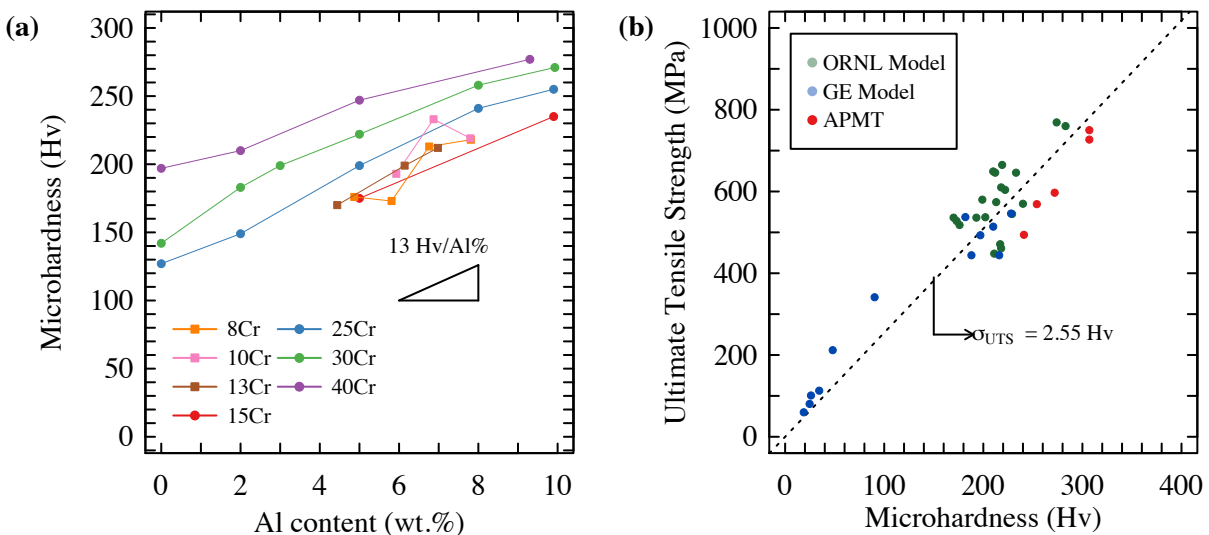 (a)
Microhardness (Hv)
300
250
200
150
100
50
0
13 Hv/Al%
8Cr
10Cr
13Cr
15Cr
25Cr
30Cr
40Cr
0 2 4 6 8 10
Al content (wt.%)
(b)
Ultimate Tensile Strength (MPa)
1000
800
600
400
200
0
ORNL Model
GE Model
APMT
σUTS = 2.55 Hv
0 100 200 300 400
Microhardness (Hv)